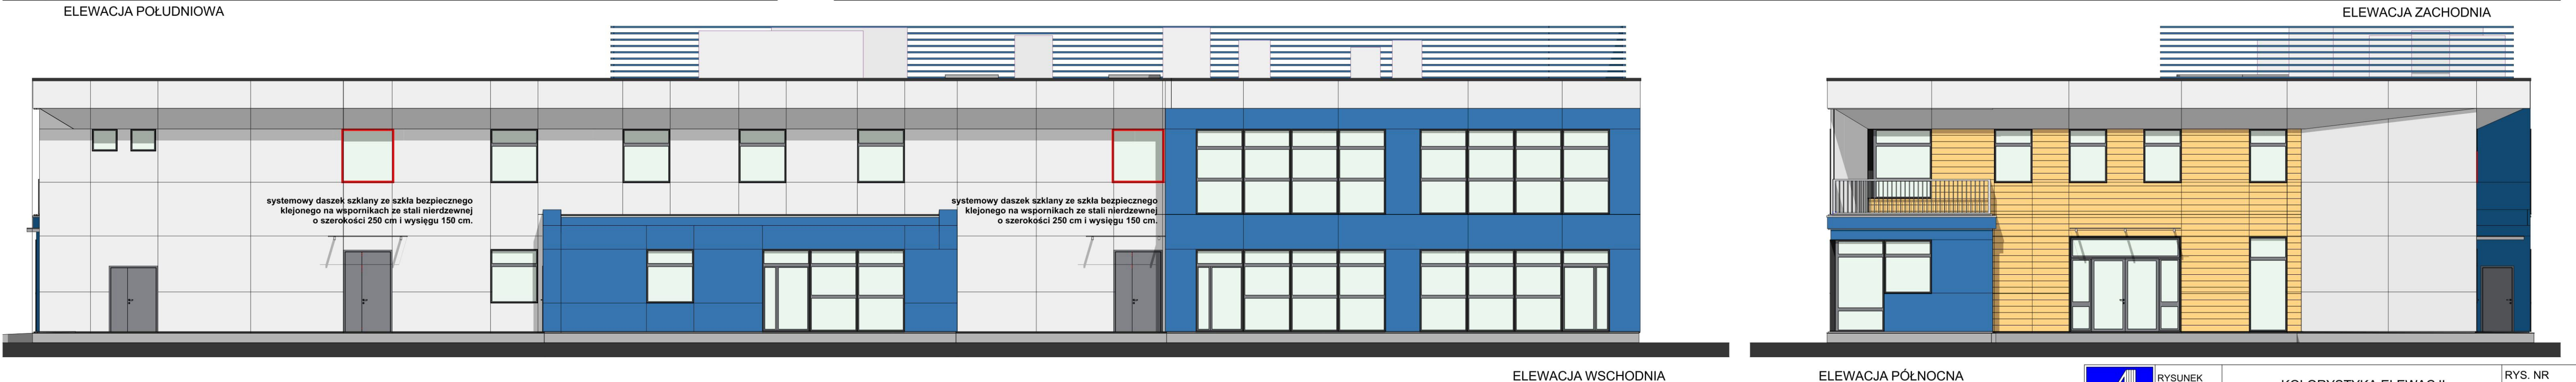 ELEWACJA POŁUDNIOWA
ELEWACJA ZACHODNIA
systemowy daszek szklany ze szkła bezpiecznego
klejonego na wspornikach ze stali nierdzewnej
o szerokości 250 cm i wysięgu 150 cm.
systemowy daszek szklany ze szkła bezpiecznego
klejonego na wspornikach ze stali nierdzewnej
o szerokości 250 cm i wysięgu 150 cm.
ELEWACJA WSCHODNIA
ELEWACJA PÓŁNOCNA
RYSUNEK
KOLORYSTYKA ELEWACJI
RYS. NR